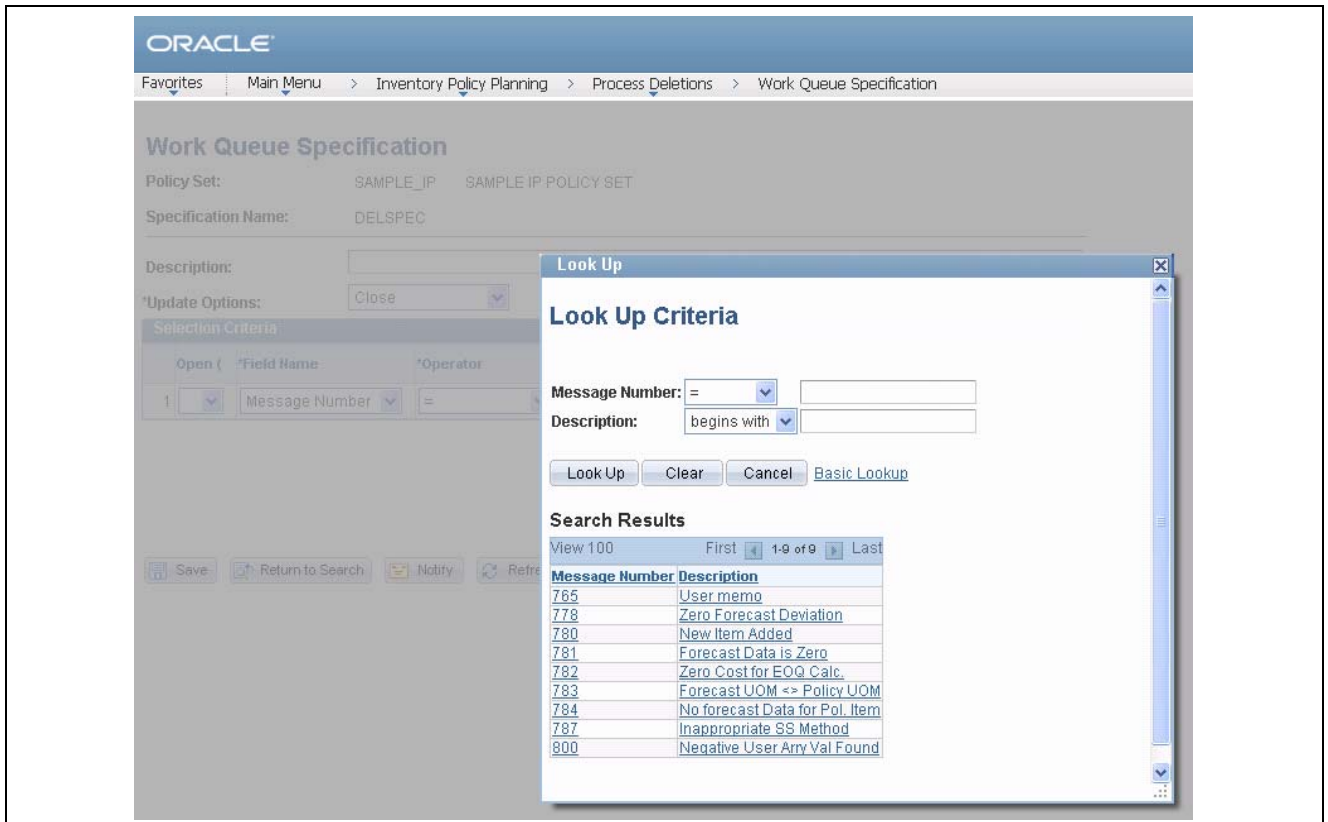 ORACLE
Favorites Main Menu > Inventory Policy Planning > Process Deletions > Work Queue Specification
Work Queue Specification
Policy Set: SAMPLE_IP SAMPLE IP POLICY SET
Specification Name: DELSPEC
Description:
*Update Options: Close
Selection Criteria
Open ( *Field Name *Operator
1 Message Number =
Save Return to Search Notify Refre
Look Up
Look Up Criteria
Message Number: =
Description: begins with
Look Up Clear Cancel Basic Lookup
Search Results
View 100 First 1-9 of 9 Last
Message Number Description
765 User memo
778 Zero Forecast Deviation
780 New Item Added
781 Forecast Data is Zero
782 Zero Cost for EOQ Calc.
783 Forecast UOM <> Policy UOM
784 No forecast Data for Pol. Item
787 Inappropriate SS Method
800 Negative User Arry Val Found